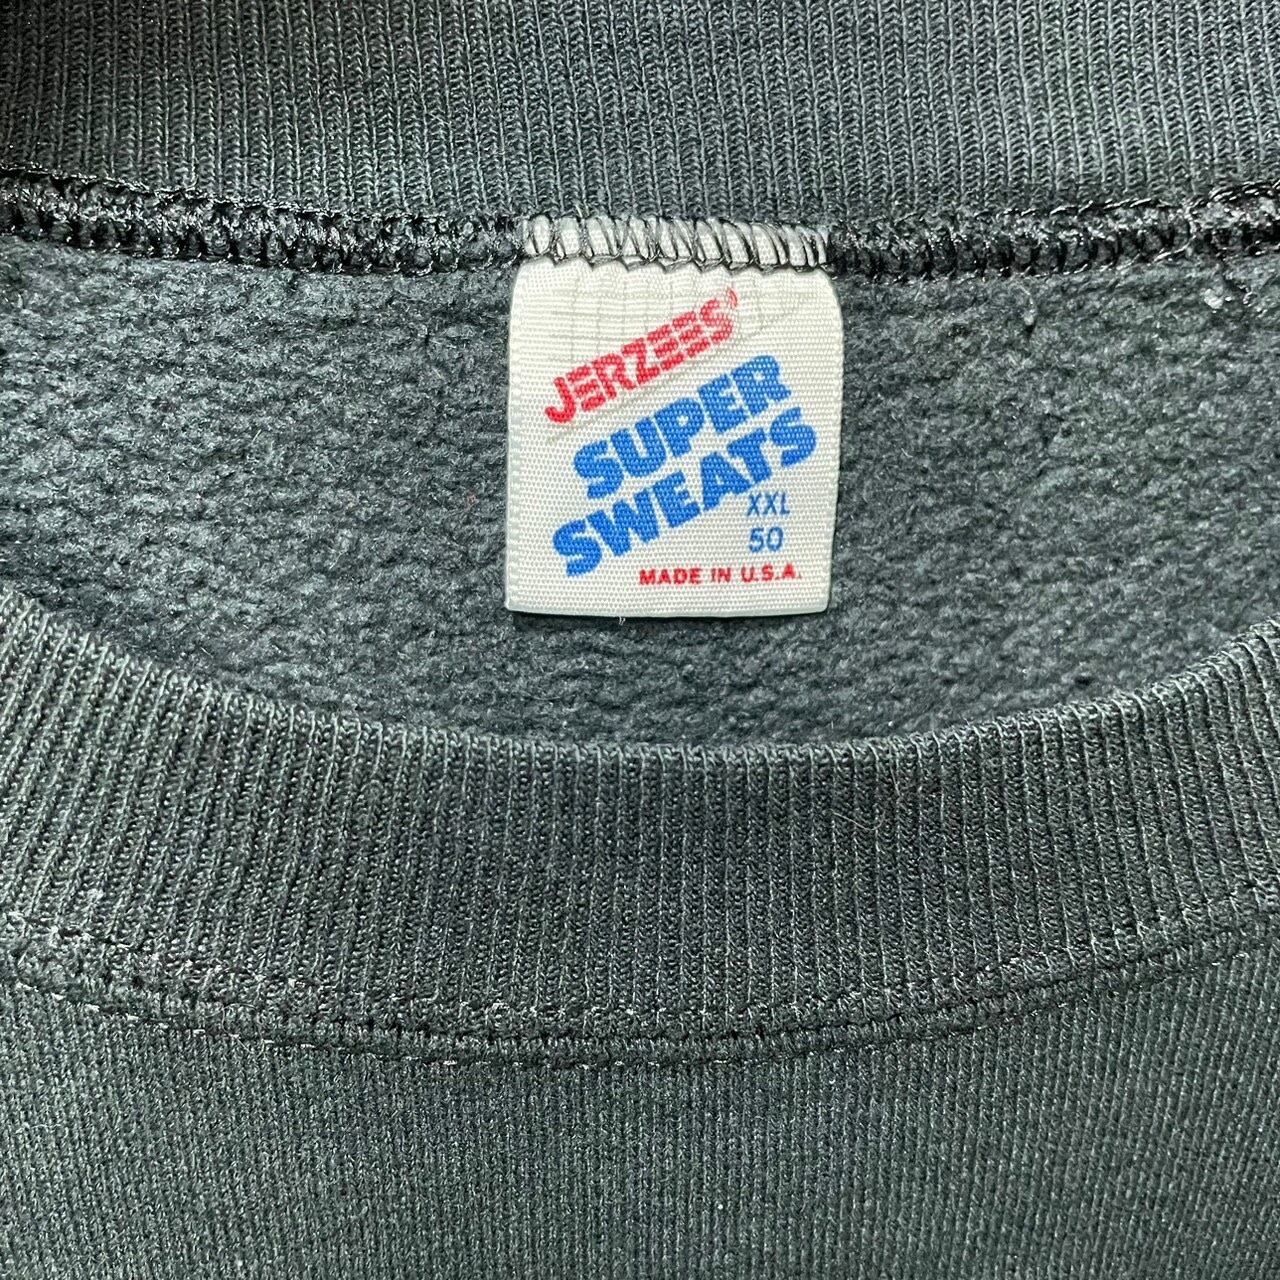 JERZEES
SUPER
SWEATS
XXL
50
MADE IN U.S.A.